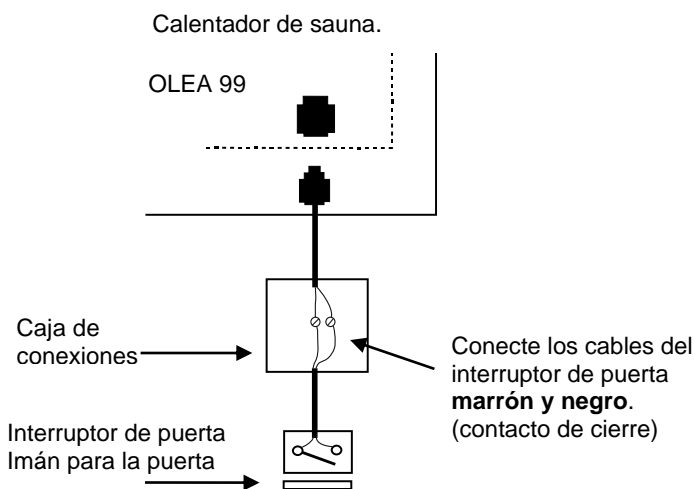 Calentador de sauna.
OLEA 99
Caja de
conexiones
Conecte los cables del
interruptor de puerta
marrón y negro.
(contacto de cierre)
Interruptor de puerta
Imán para la puerta